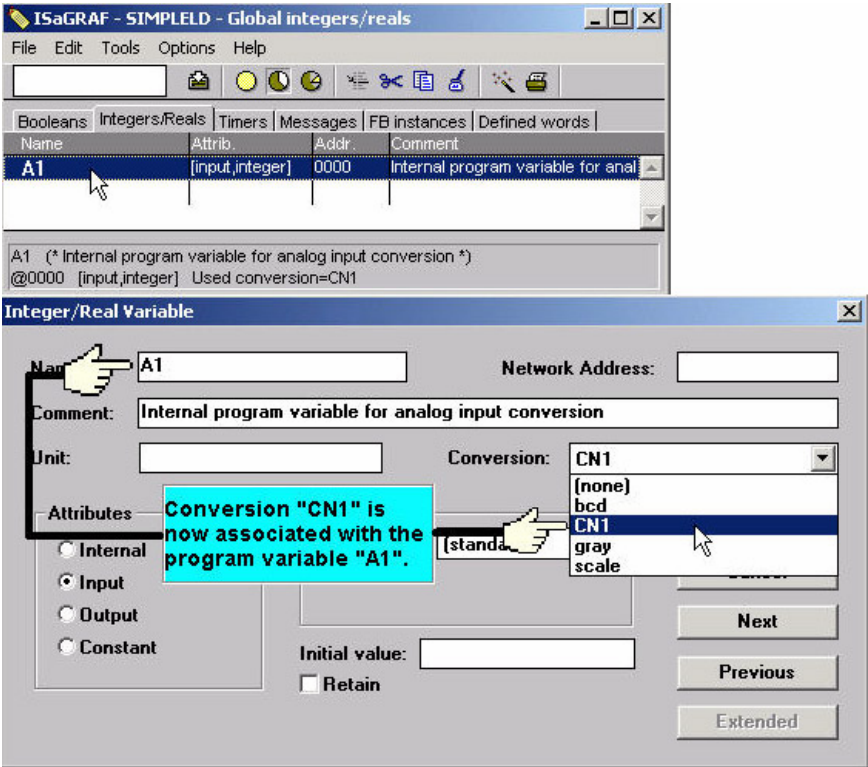 ISaGRAF - SIMPLELD - Global integers/reals
File Edit Tools Options Help
Booleans Integers/Reals Timers Messages FB instances Defined words
Name Attrib. Addr. Comment
A1 [input,integer] 0000 Internal program variable for anal
A1 (* Internal program variable for analog input conversion *)
@0000 [input,integer] Used conversion=CN1
Integer/Real Variable
A1 Network Address:
Comment: Internal program variable for analog input conversion
Unit: Conversion: CN1
(none)
bcd
CN1
gray
scale
Attributes
Conversion "CN1" is
now associated with the
program variable "A1".
Internal
Input
Output
Constant
Initial value:
Retain
Next
Previous
Extended